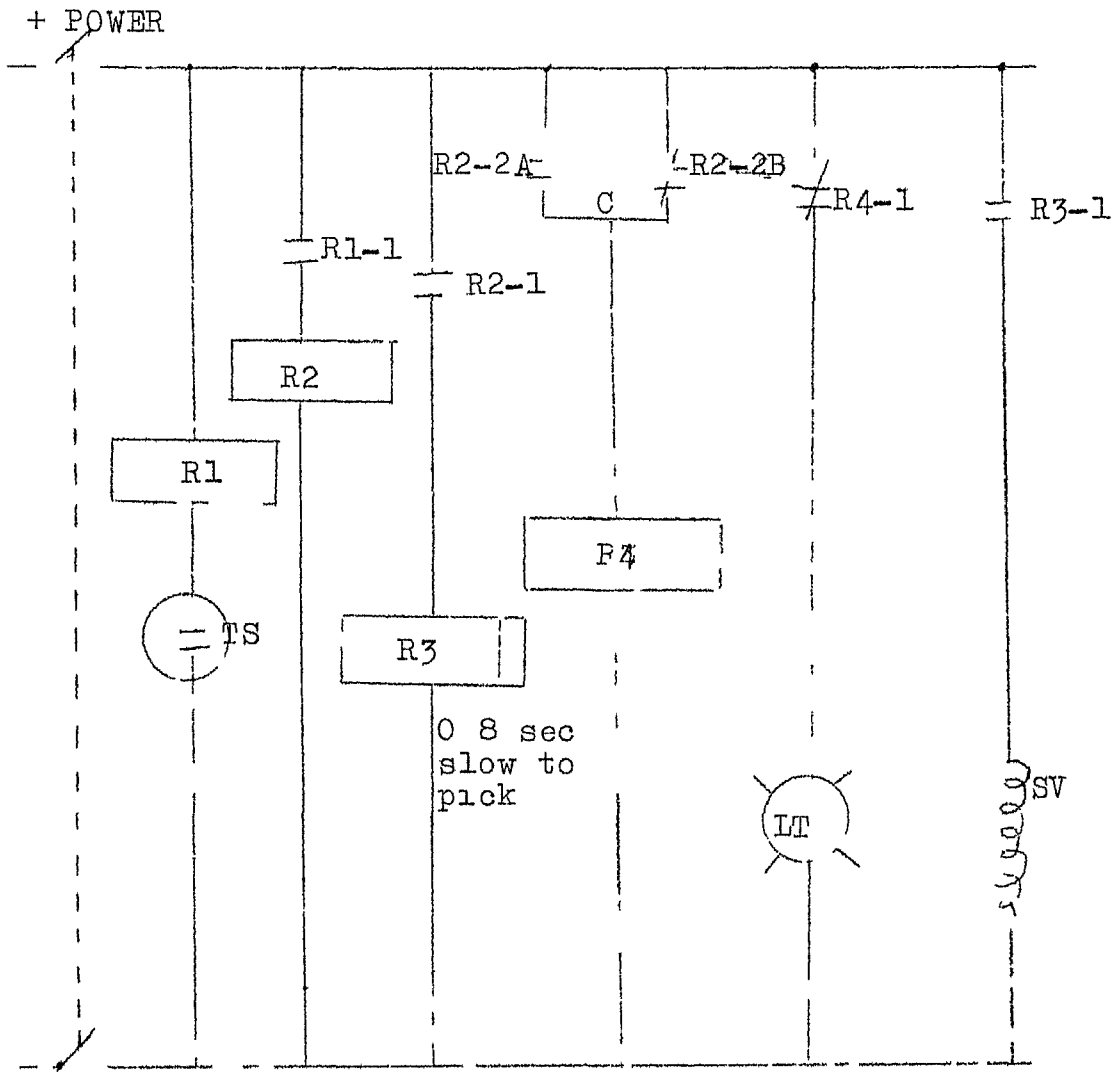 + POWER
R2-2A
R2-2B
C
R4-1
R3-1
R1-1
R2-1
R2
R1
R4
TS
R3
0 8 sec
slow to
pick
SV
LT